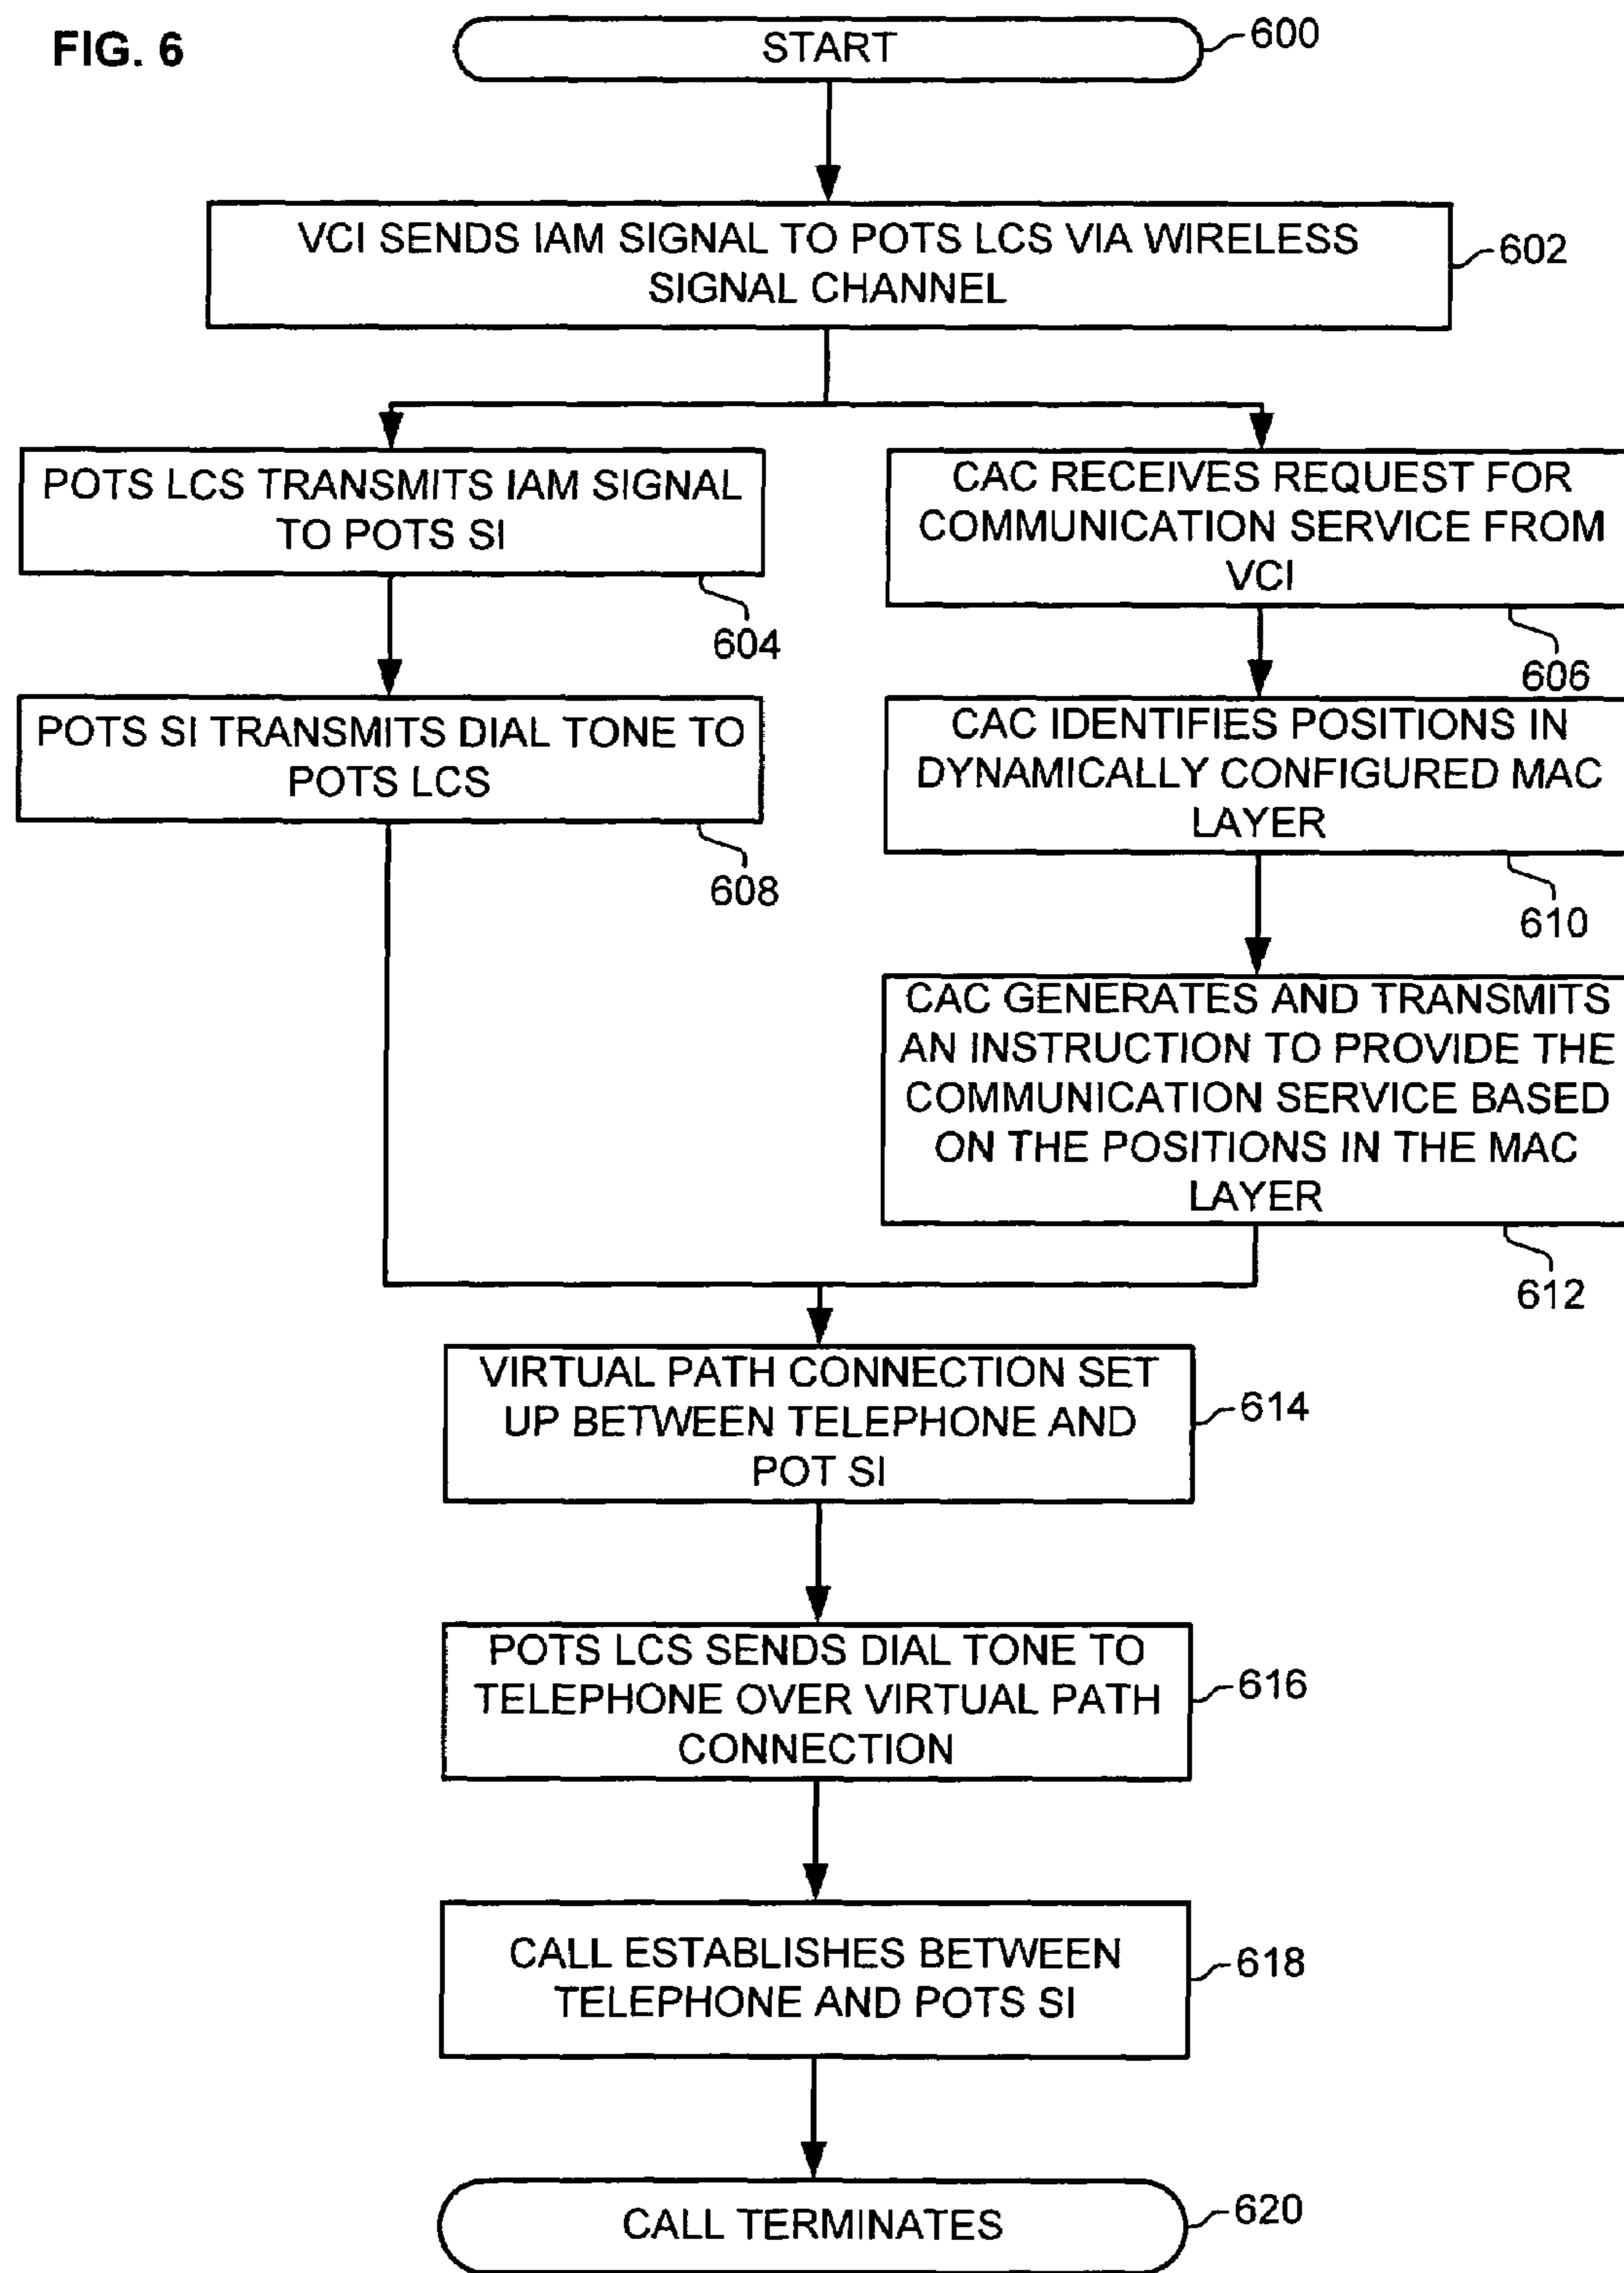 FIG. 6
START
600
VCI SENDS IAM SIGNAL TO POTS LCS VIA WIRELESS
SIGNAL CHANNEL
602
POTS LCS TRANSMITS IAM SIGNAL
TO POTS SI
604
CAC RECEIVES REQUEST FOR
COMMUNICATION SERVICE FROM
VCI
606
POTS SI TRANSMITS DIAL TONE TO
POTS LCS
608
CAC IDENTIFIES POSITIONS IN
DYNAMICALLY CONFIGURED MAC
LAYER
610
CAC GENERATES AND TRANSMITS
AN INSTRUCTION TO PROVIDE THE
COMMUNICATION SERVICE BASED
ON THE POSITIONS IN THE MAC
LAYER
612
VIRTUAL PATH CONNECTION SET
UP BETWEEN TELEPHONE AND
POT SI
614
POTS LCS SENDS DIAL TONE TO
TELEPHONE OVER VIRTUAL PATH
CONNECTION
616
CALL ESTABLISHES BETWEEN
TELEPHONE AND POTS SI
618
CALL TERMINATES
620